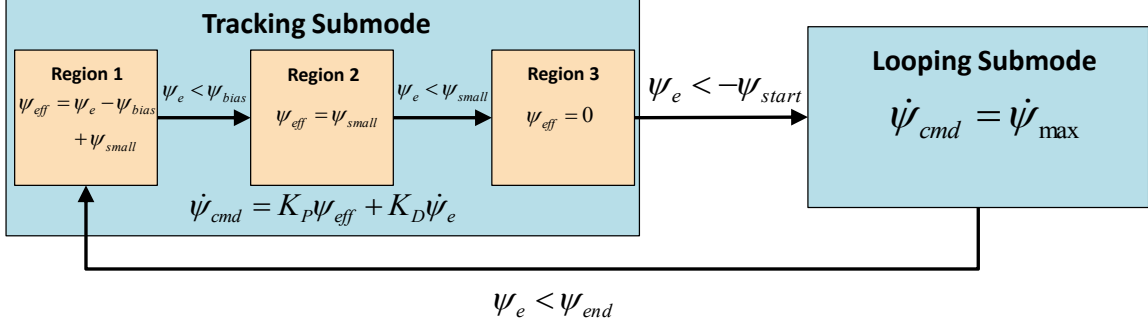 Tracking Submode
Region 1
ψ_eff = ψ_e − ψ_bias
+ ψ_small
ψ_e < ψ_bias
Region 2
ψ_eff = ψ_small
ψ_e < ψ_small
Region 3
ψ_eff = 0
ψ̇_cmd = K_P ψ_eff + K_D ψ̇_e
ψ_e < −ψ_start
Looping Submode
ψ̇_cmd = ψ̇_max
ψ_e < ψ_end